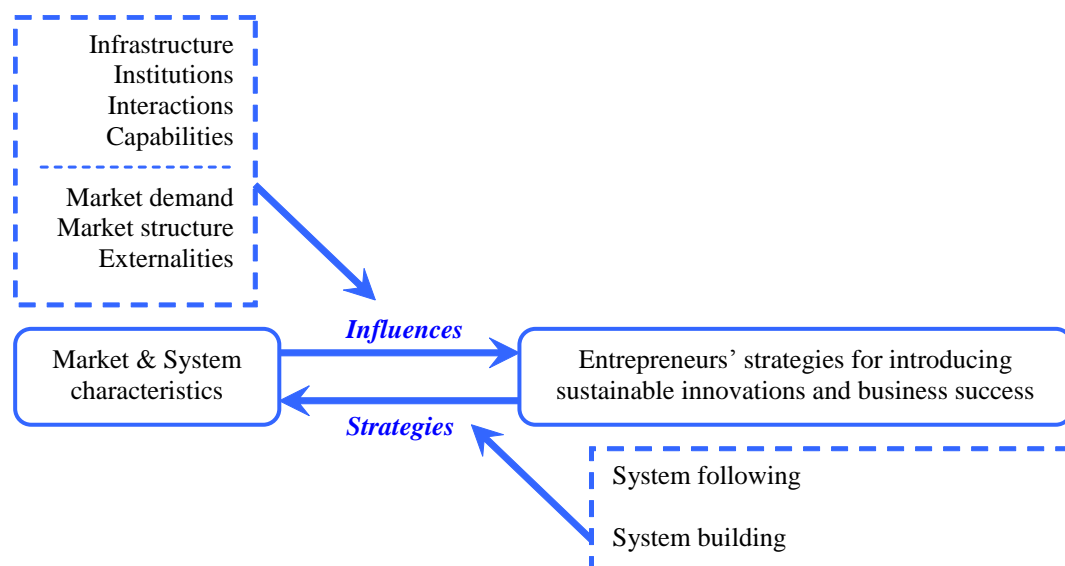 Infrastructure
Institutions
Interactions
Capabilities
Market demand
Market structure
Externalities
Influences
Market & System
characteristics
Entrepreneurs’ strategies for introducing
sustainable innovations and business success
Strategies
System following
System building